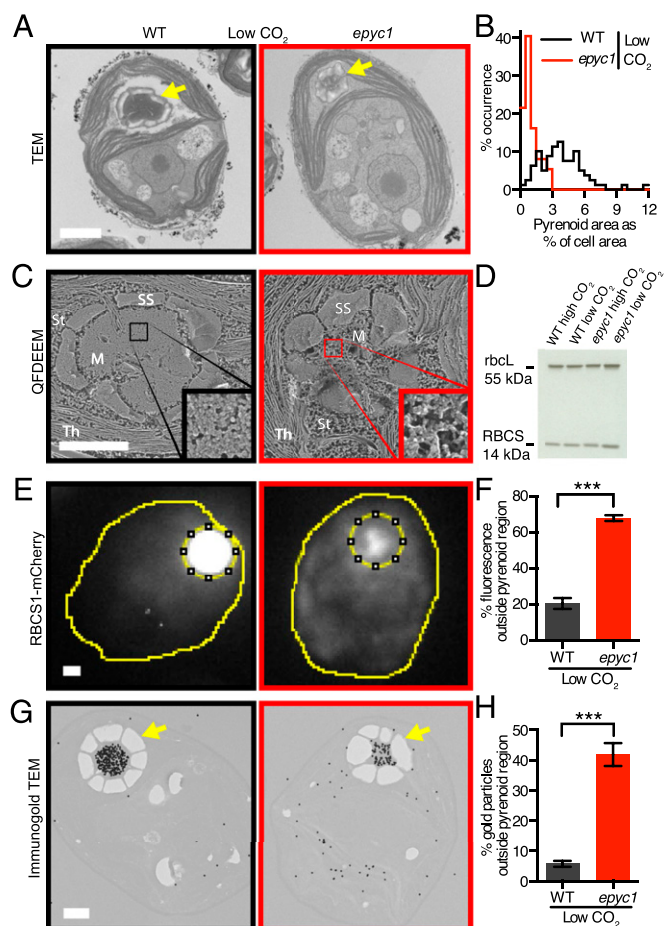 A
WT
Low CO2
epyc1
TEM
B
WT
epyc1
Low
CO2
% occurrence
40
30
20
10
0
0
3
6
9
12
Pyrenoid area as
% of cell area
C
QFDEEM
SS
St
M
Th
SS
M
St
Th
D
WT high CO2
WT low CO2
epyc1 high CO2
epyc1 low CO2
rbcL
55 kDa
RBCS
14 kDa
E
RBCS1-mCherry
F
% fluorescence
outside pyrenoid region
80
60
40
20
0
***
WT
epyc1
Low CO2
G
Immunogold TEM
H
% gold particles
outside pyrenoid region
50
40
30
20
10
0
***
WT
epyc1
Low CO2